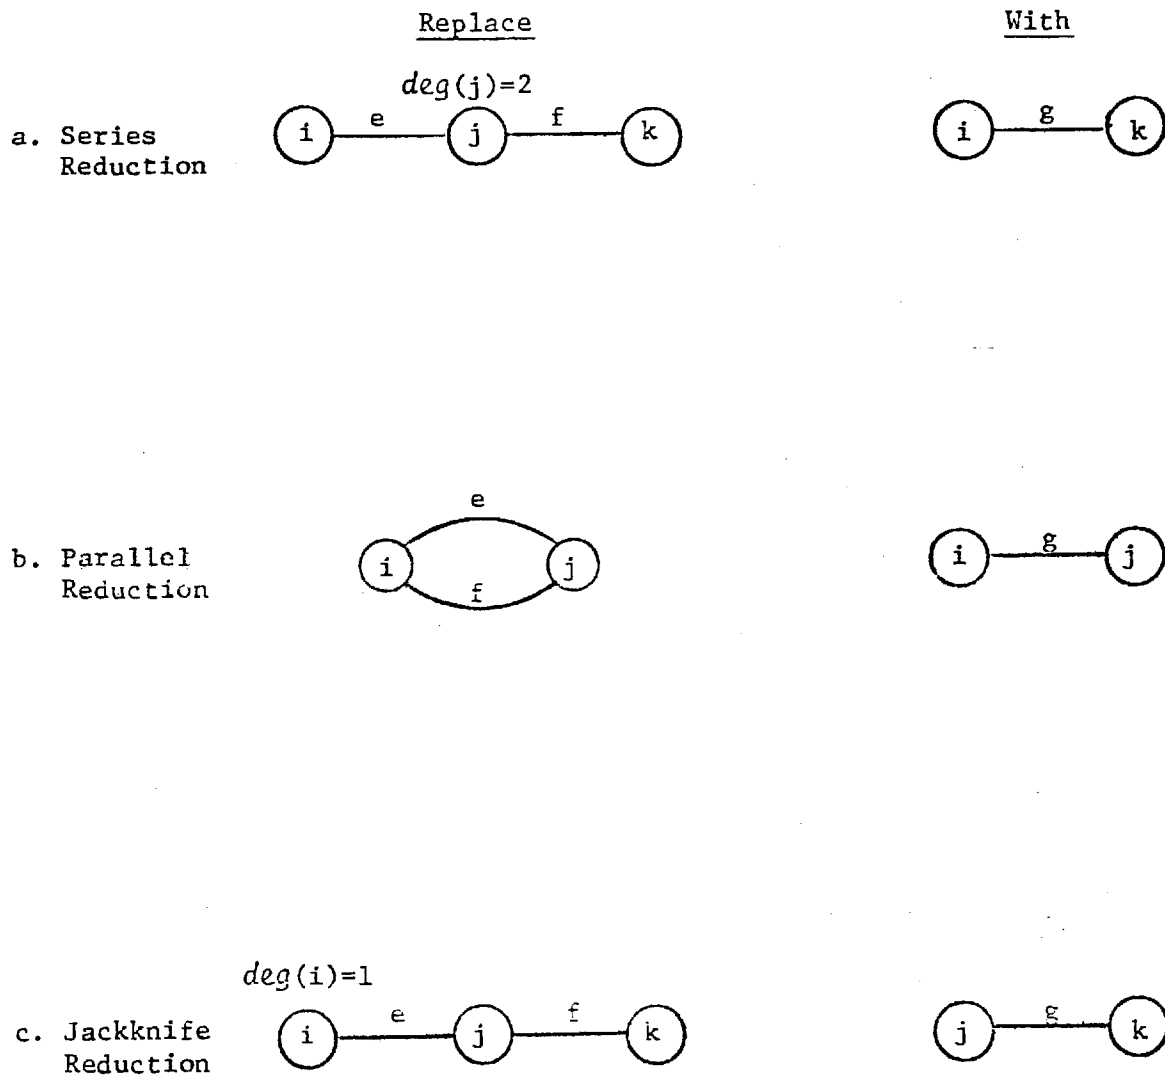 Replace With
deg(j)=2
a. Series Reduction
i e j f k
i g k
b. Parallel Reduction
e
i j
f
i g j
deg(i)=1
c. Jackknife Reduction
i e j f k
j g k